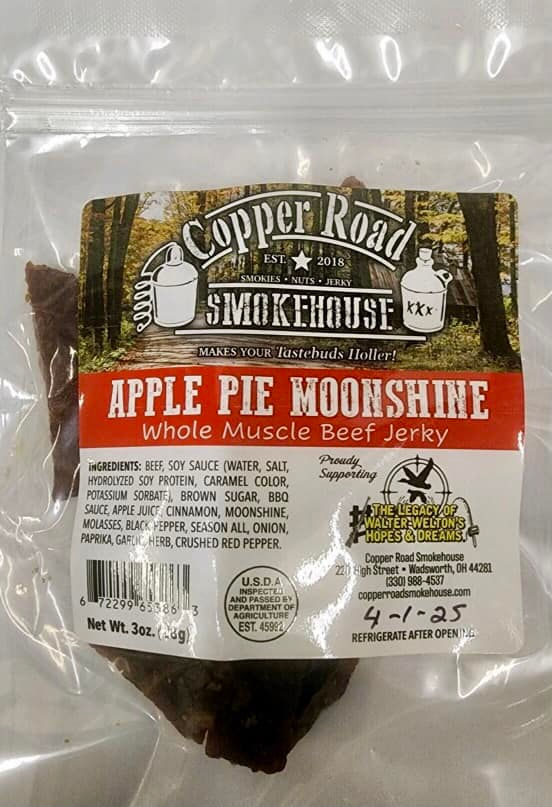 Copper Road
EST. ★ 2018
SMOKIES • NUTS • JERKY
SMOKEHOUSE
XXX
MAKES YOUR Tastebuds Holler!
APPLE PIE MOONSHINE
Whole Muscle Beef Jerky
INGREDIENTS: BEEF, SOY SAUCE (WATER, SALT,
HYDROLYZED SOY PROTEIN, CARAMEL COLOR,
POTASSIUM SORBATE), BROWN SUGAR, BBQ
SAUCE, APPLE JUICE, CINNAMON, MOONSHINE,
MOLASSES, BLACK PEPPER, SEASON ALL, ONION,
PAPRIKA, GARLIC, HERB, CRUSHED RED PEPPER.
6 72299 65386 3
Net Wt. 3oz.
U.S.D.A
INSPECTED
AND PASSED BY
DEPARTMENT OF
AGRICULTURE
EST. 45992
Proudly
Supporting
#THE LEGACY OF
WALTER WELTON'S
HOPES & DREAMS!
Copper Road Smokehouse
High Street • Wadsworth, OH 44281
(330) 988-4537
copperroadsmokehouse.com
4-1-25
REFRIGERATE AFTER OPENING.